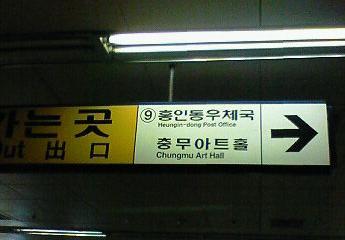 가는 곳
Out 出 口
⑨ 흥인동우체국
Heungin-dong Post Office
충무아트홀
Chungmu Art Hall